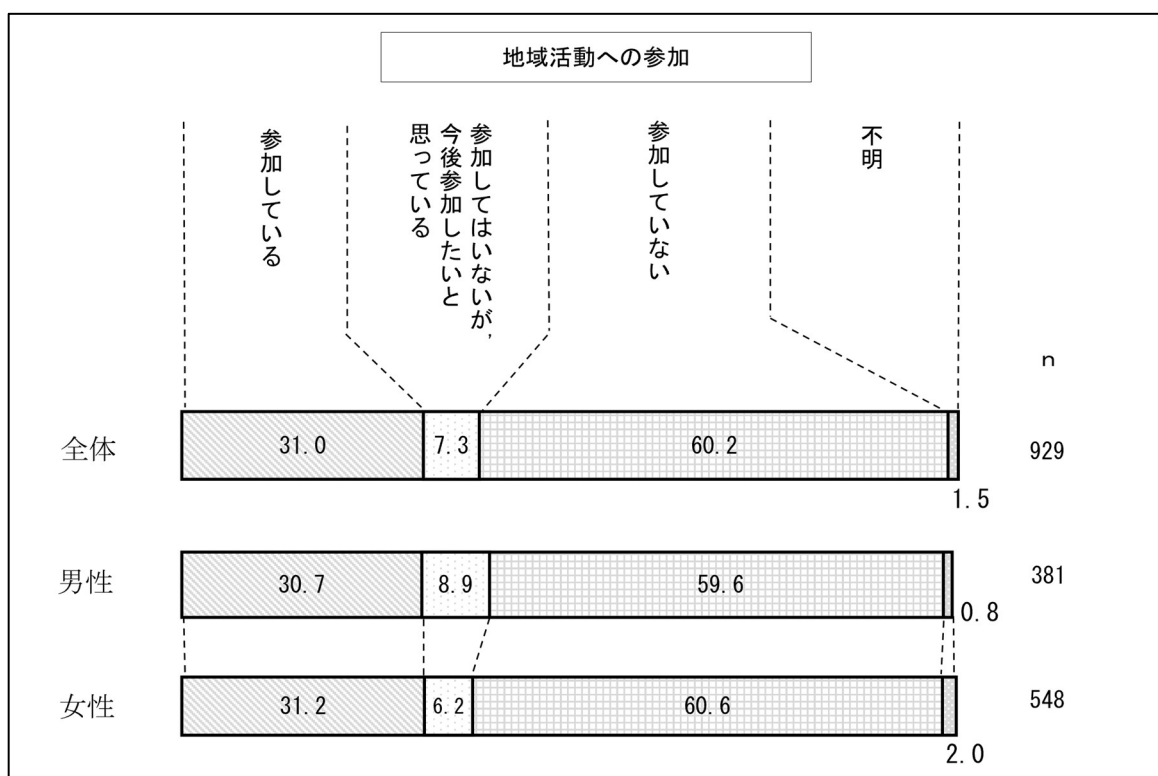 地域活動への参加
参加している
参加してはいないが，
今後参加したいと
思っている
参加していない
不明
n
全体
31.0
7.3
60.2
1.5
929
男性
30.7
8.9
59.6
0.8
381
女性
31.2
6.2
60.6
2.0
548